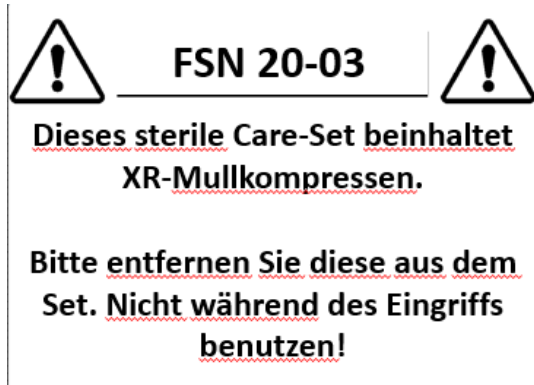 FSN 20-03
Dieses sterile Care-Set beinhaltet
XR-Mullkompressen.
Bitte entfernen Sie diese aus dem
Set. Nicht während des Eingriffs
benutzen!